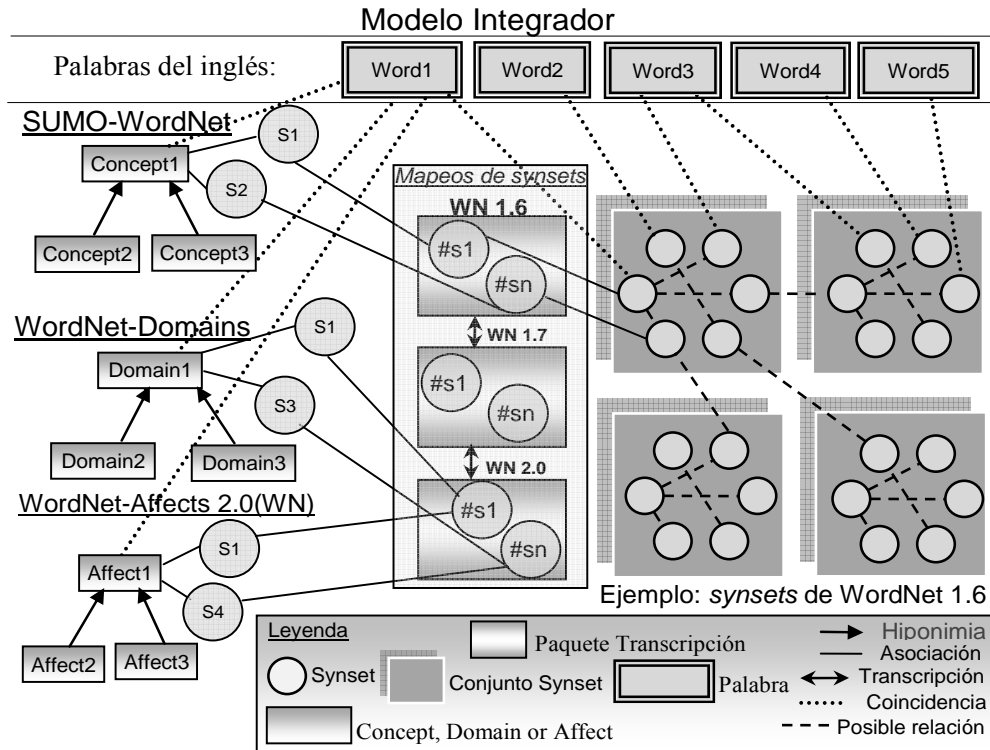 Modelo Integrador
Palabras del inglés:
Word1
Word2
Word3
Word4
Word5
SUMO-WordNet
S1
Concept1
S2
Concept2
Concept3
Mapeos de synsets
WN 1.6
#s1
#sn
WN 1.7
#s1
#sn
WN 2.0
#s1
#sn
WordNet-Domains
S1
Domain1
S3
Domain2
Domain3
WordNet-Affects 2.0(WN)
S1
Affect1
S4
Affect2
Affect3
Ejemplo: synsets de WordNet 1.6
Leyenda
Paquete Transcripción
Synset
Conjunto Synset
Palabra
Concept, Domain or Affect
Hiponimia
Asociación
Transcripción
Coincidencia
Posible relación